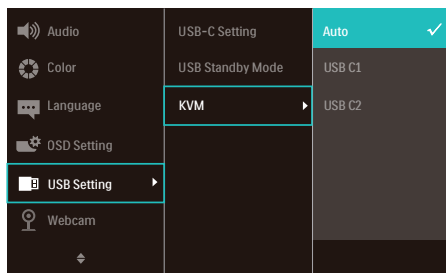 Audio
Color
Language
OSD Setting
USB Setting
Webcam
USB-C Setting
USB Standby Mode
KVM
Auto
USB C1
USB C2